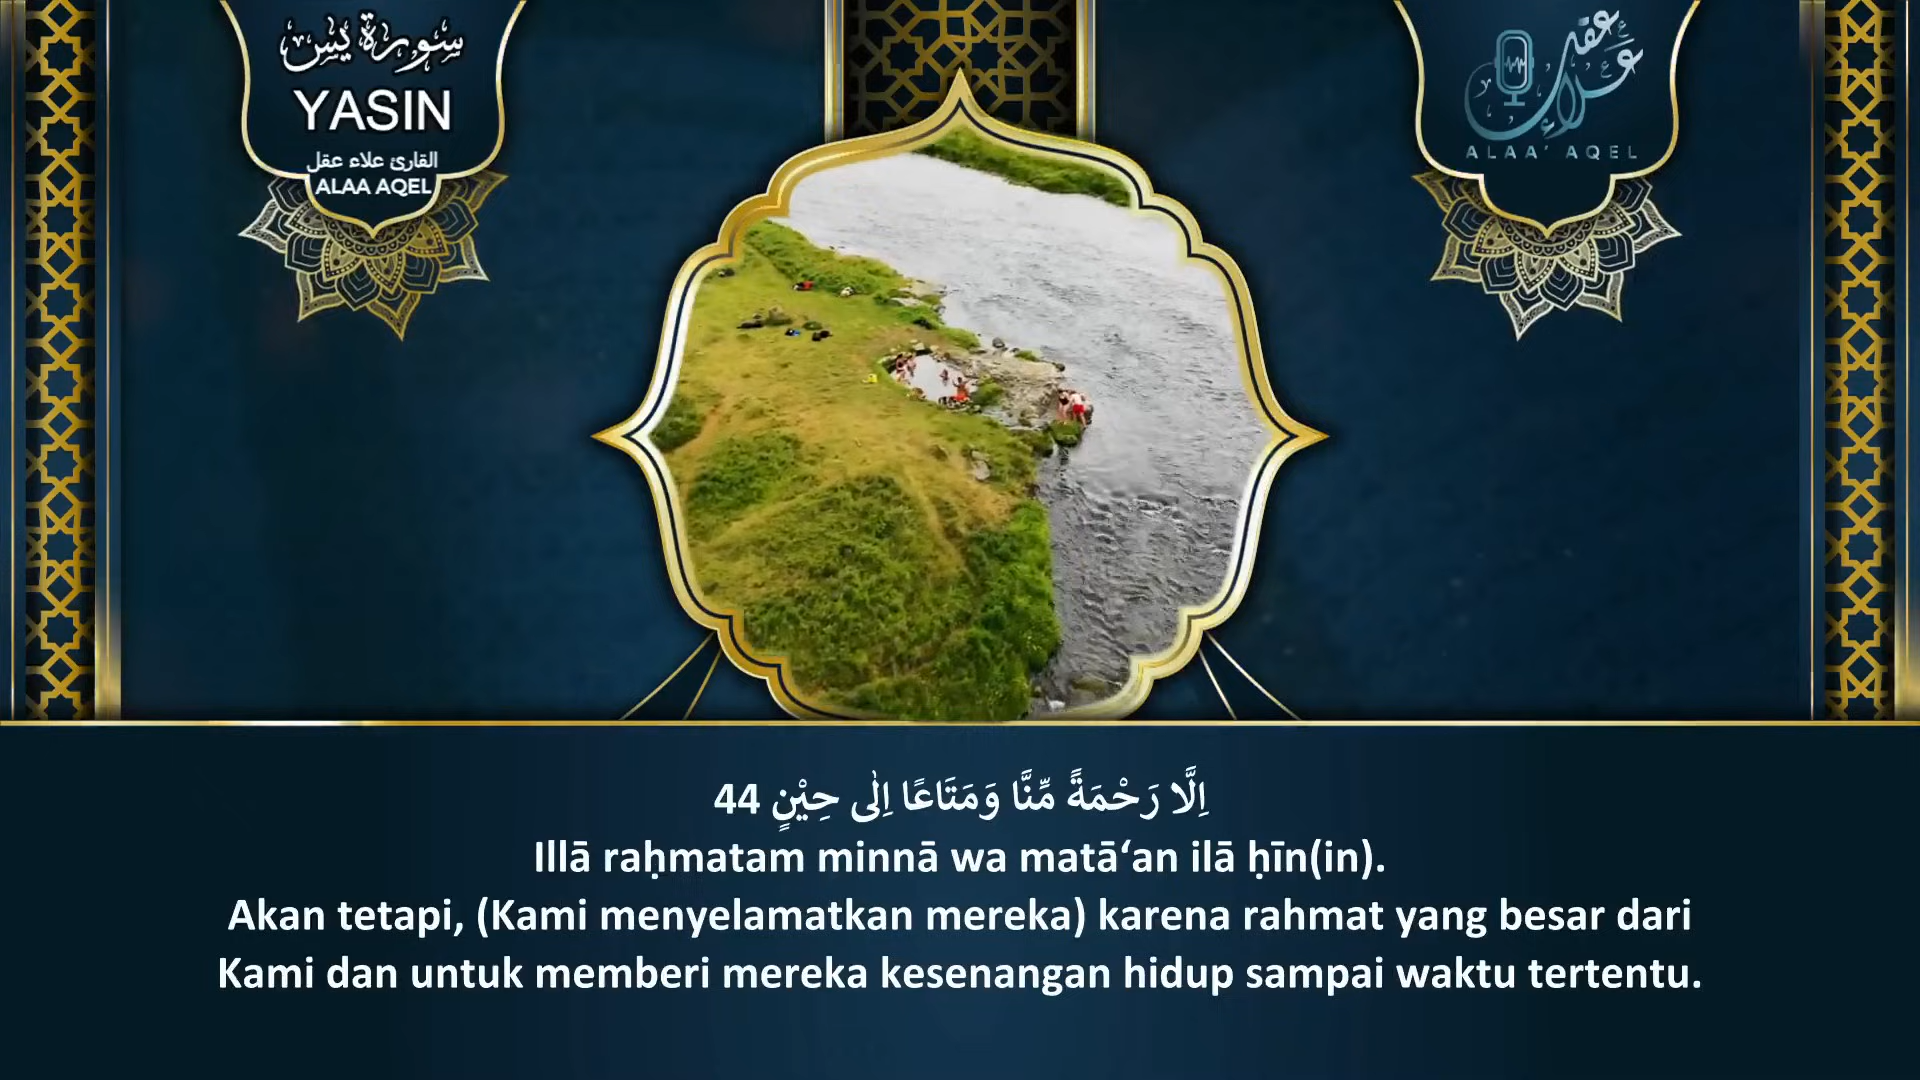 سورة يس
YASIN
القارئ علاء عقل
ALAA AQEL
علاء عقل
ALAA' AQEL
اِلَّا رَحْمَةً مِّنَّا وَمَتَاعًا اِلٰى حِيْنٍ 44
Illā raḥmatam minnā wa matā‘an ilā ḥīn(in).
Akan tetapi, (Kami menyelamatkan mereka) karena rahmat yang besar dari
Kami dan untuk memberi mereka kesenangan hidup sampai waktu tertentu.